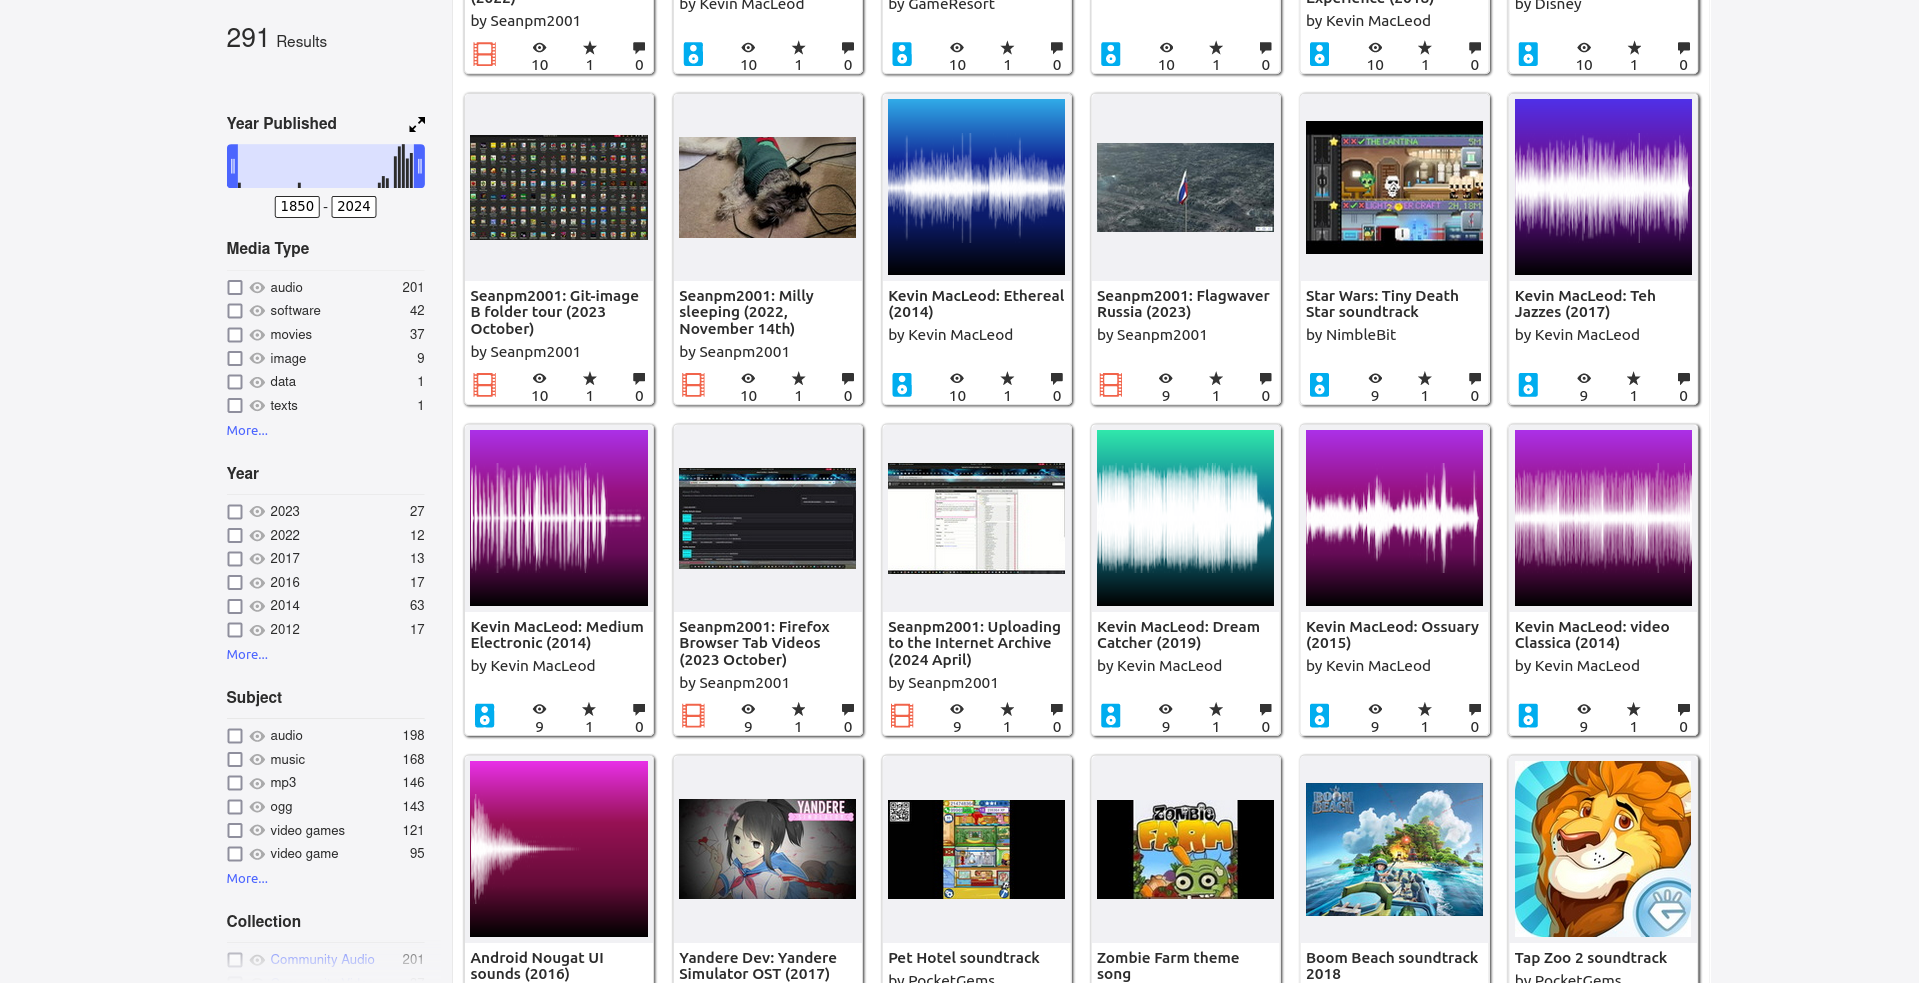 291 Results
Year Published
1850 - 2024
Media Type
audio 201
software 42
movies 37
image 9
data 1
texts 1
More...
Year
2023 27
2022 12
2017 13
2016 17
2014 63
2012 17
More...
Subject
audio 198
music 168
mp3 146
ogg 143
video games 121
video game 95
More...
Collection
Community Audio 201
(2022)
by Seanpm2001
10 1 0
by Kevin MacLeod
10 1 0
by GameResort
10 1 0
10 1 0
Experience (2018)
by Kevin MacLeod
10 1 0
by Disney
10 1 0
Seanpm2001: Git-image
B folder tour (2023
October)
by Seanpm2001
10 1 0
Seanpm2001: Milly
sleeping (2022,
November 14th)
by Seanpm2001
10 1 0
Kevin MacLeod: Ethereal
(2014)
by Kevin MacLeod
10 1 0
Seanpm2001: Flagwaver
Russia (2023)
by Seanpm2001
9 1 0
THE CANTINA
Star Wars: Tiny Death
Star soundtrack
by NimbleBit
9 1 0
Kevin MacLeod: Teh
Jazzes (2017)
by Kevin MacLeod
9 1 0
Kevin MacLeod: Medium
Electronic (2014)
by Kevin MacLeod
9 1 0
Seanpm2001: Firefox
Browser Tab Videos
(2023 October)
by Seanpm2001
9 1 0
Seanpm2001: Uploading
to the Internet Archive
(2024 April)
by Seanpm2001
9 1 0
Kevin MacLeod: Dream
Catcher (2019)
by Kevin MacLeod
9 1 0
Kevin MacLeod: Ossuary
(2015)
by Kevin MacLeod
9 1 0
Kevin MacLeod: video
Classica (2014)
by Kevin MacLeod
9 1 0
Android Nougat UI
sounds (2016)
YANDERE
SIMULATOR
Yandere Dev: Yandere
Simulator OST (2017)
Pet Hotel soundtrack
by PocketGems
ZOMBIE
FARM
Zombie Farm theme
song
BOOM
BEACH
Boom Beach soundtrack
2018
Tap Zoo 2 soundtrack
by PocketGems